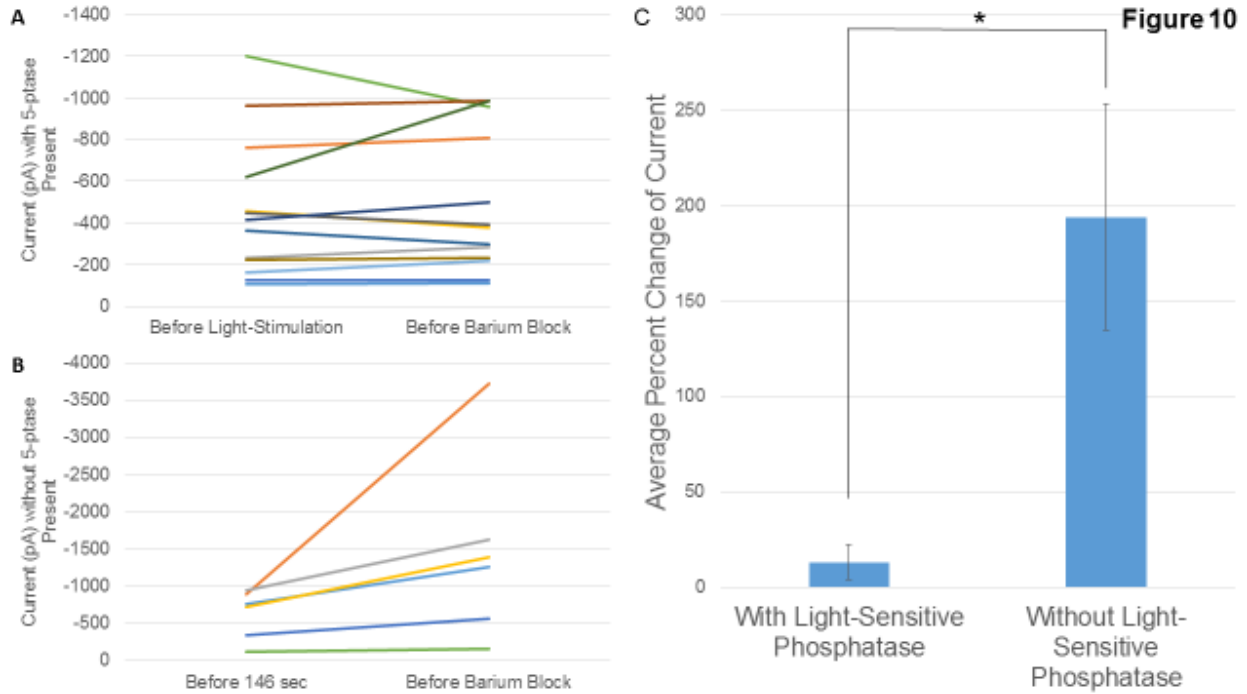 A
Current (pA) with 5-ptase
Present
-1400
-1200
-1000
-800
-600
-400
-200
0
Before Light-Stimulation
Before Barium Block
B
Current (pA) without 5-ptase
Present
-4000
-3500
-3000
-2500
-2000
-1500
-1000
-500
0
Before 146 sec
Before Barium Block
C
Figure 10
*
Average Percent Change of Current
300
250
200
150
100
50
0
With Light-Sensitive
Phosphatase
Without Light-
Sensitive
Phosphatase